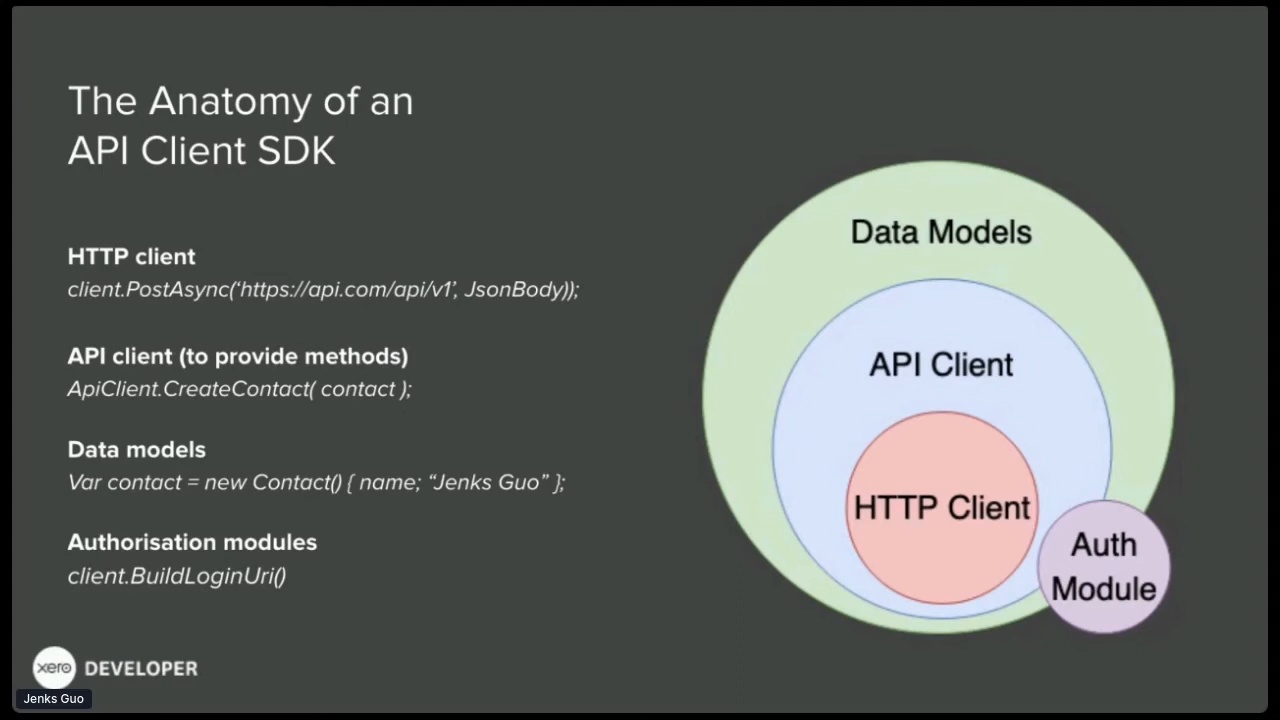 The Anatomy of an
API Client SDK
HTTP client
client.PostAsync(‘https://api.com/api/v1’, JsonBody));
API client (to provide methods)
ApiClient.CreateContact( contact );
Data models
Var contact = new Contact() { name; “Jenks Guo” };
Authorisation modules
client.BuildLoginUri()
Data Models
API Client
HTTP Client
Auth
Module
xero DEVELOPER
Jenks Guo